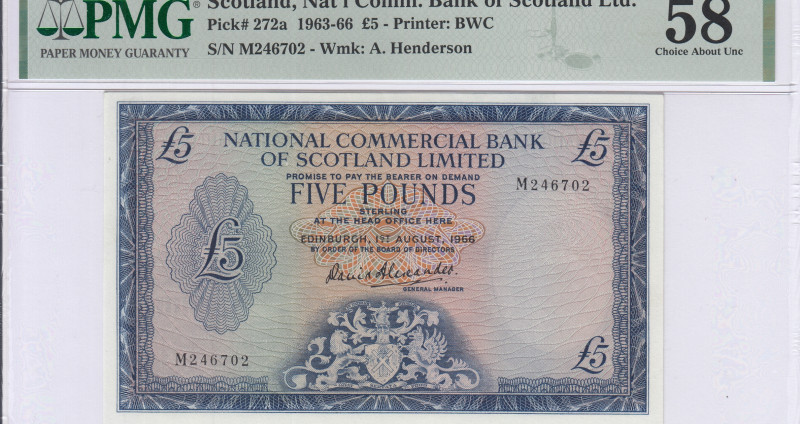 PMG ®
PAPER MONEY GUARANTY
Scotland, Nat'l Comm. Bank of Scotland Ltd.
Pick# 272a 1963-66 £5 - Printer: BWC
S/N M246702 - Wmk: A. Henderson
58
Choice About Unc
£5
NATIONAL COMMERCIAL BANK
OF SCOTLAND LIMITED
£5
PROMISE TO PAY THE BEARER ON DEMAND
FIVE POUNDS
M246702
STERLING
AT THE HEAD OFFICE HERE
EDINBURGH, 1ST AUGUST, 1966
BY ORDER OF THE BOARD OF DIRECTORS
£5
David Alexander.
GENERAL MANAGER
M246702
£5